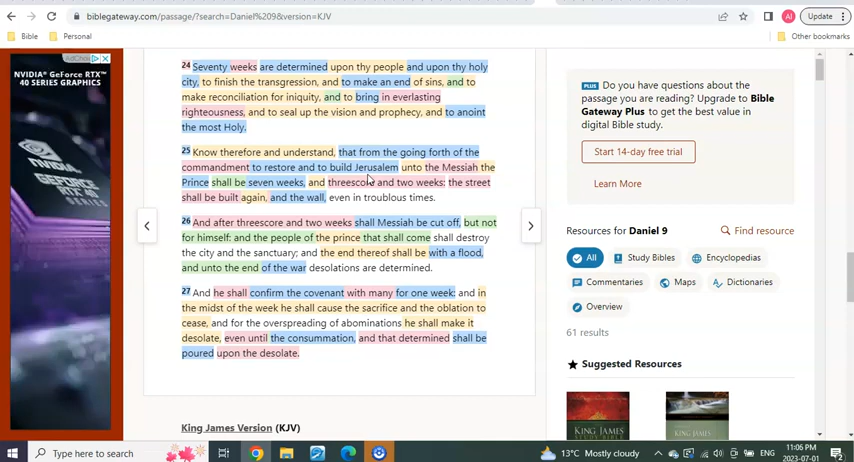 biblegateway.com/passage/?search=Daniel%209&version=KJV
AI
Update
Bible
Personal
Other bookmarks
AdChoices
NVIDIA® GeForce RTX™
40 SERIES GRAPHICS
24 Seventy weeks are determined upon thy people and upon thy holy
city, to finish the transgression, and to make an end of sins, and to
make reconciliation for iniquity, and to bring in everlasting
righteousness, and to seal up the vision and prophecy, and to anoint
the most Holy.
25 Know therefore and understand, that from the going forth of the
commandment to restore and to build Jerusalem unto the Messiah the
Prince shall be seven weeks, and threescore and two weeks: the street
shall be built again, and the wall, even in troublous times.
26 And after threescore and two weeks shall Messiah be cut off, but not
for himself: and the people of the prince that shall come shall destroy
the city and the sanctuary; and the end thereof shall be with a flood,
and unto the end of the war desolations are determined.
27 And he shall confirm the covenant with many for one week: and in
the midst of the week he shall cause the sacrifice and the oblation to
cease, and for the overspreading of abominations he shall make it
desolate, even until the consummation, and that determined shall be
poured upon the desolate.
King James Version (KJV)
PLUS Do you have questions about the
passage you are reading? Upgrade to Bible
Gateway Plus to get the best value in
digital Bible study.
Start 14-day free trial
Learn More
Resources for Daniel 9
Find resource
All
Study Bibles
Encyclopedias
Commentaries
Maps
Dictionaries
Overview
61 results
Suggested Resources
KING JAMES
KING JAMES
Type here to search
13°C Mostly cloudy
ENG
11:05 PM
2023-07-01